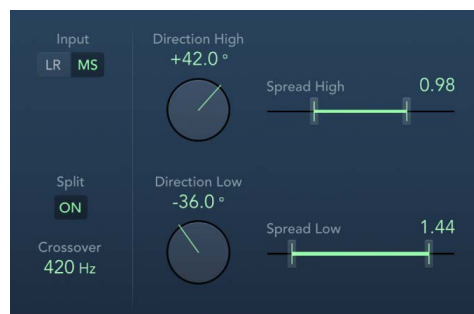 Input
LR MS
Direction High
+42.0 °
Spread High 0.98
Split
ON
Direction Low
-36.0 °
Spread Low 1.44
Crossover
420 Hz